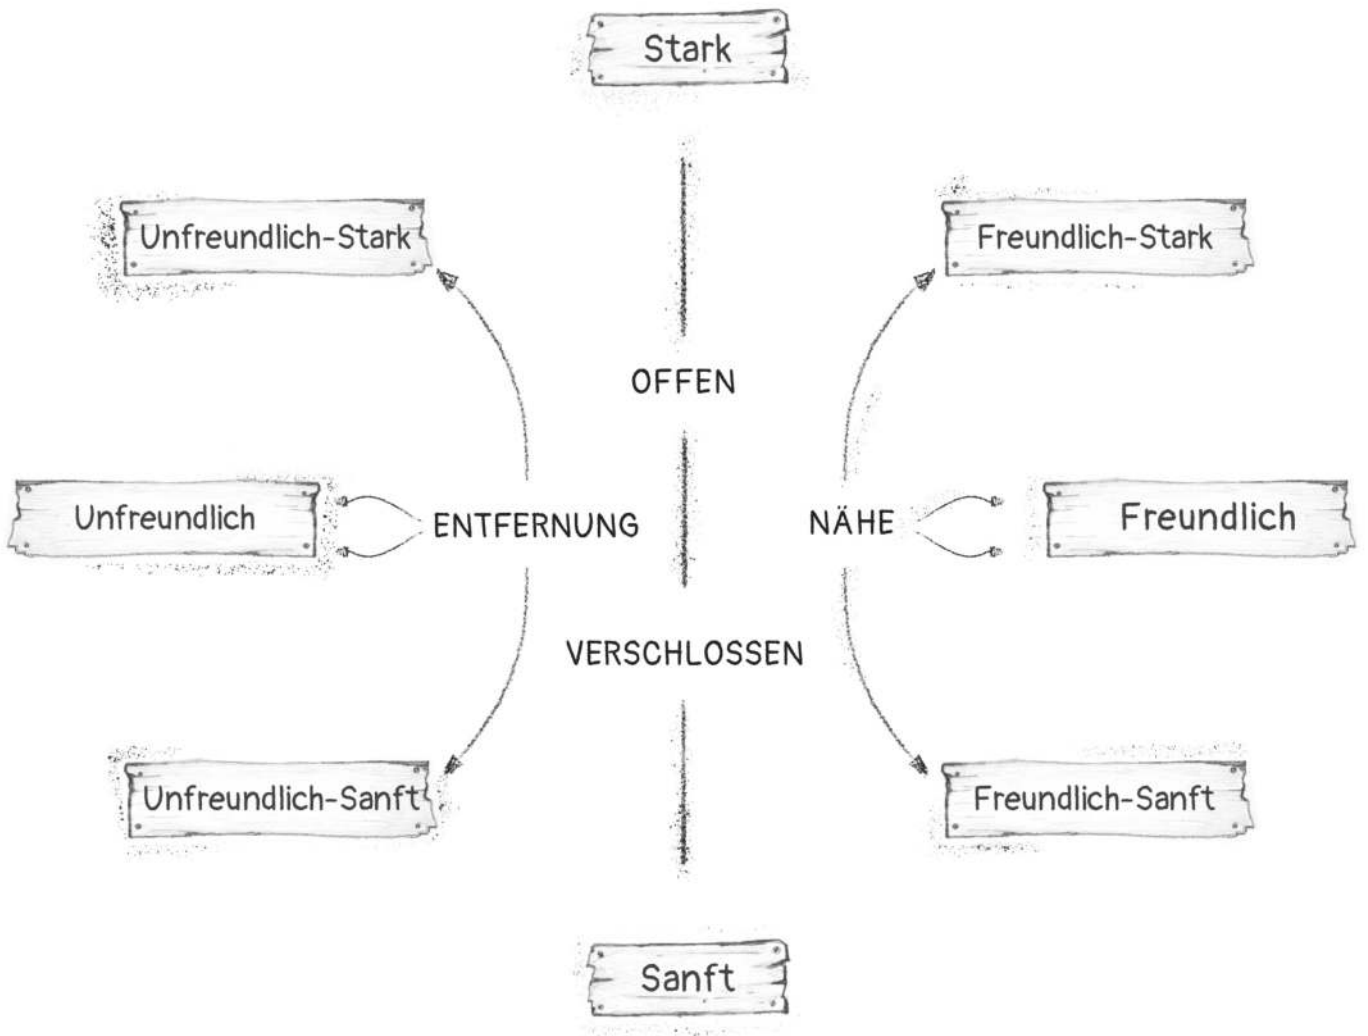 Stark
Unfreundlich-Stark
Freundlich-Stark
OFFEN
Unfreundlich
ENTFERNUNG
NÄHE
Freundlich
VERSCHLOSSEN
Unfreundlich-Sanft
Freundlich-Sanft
Sanft